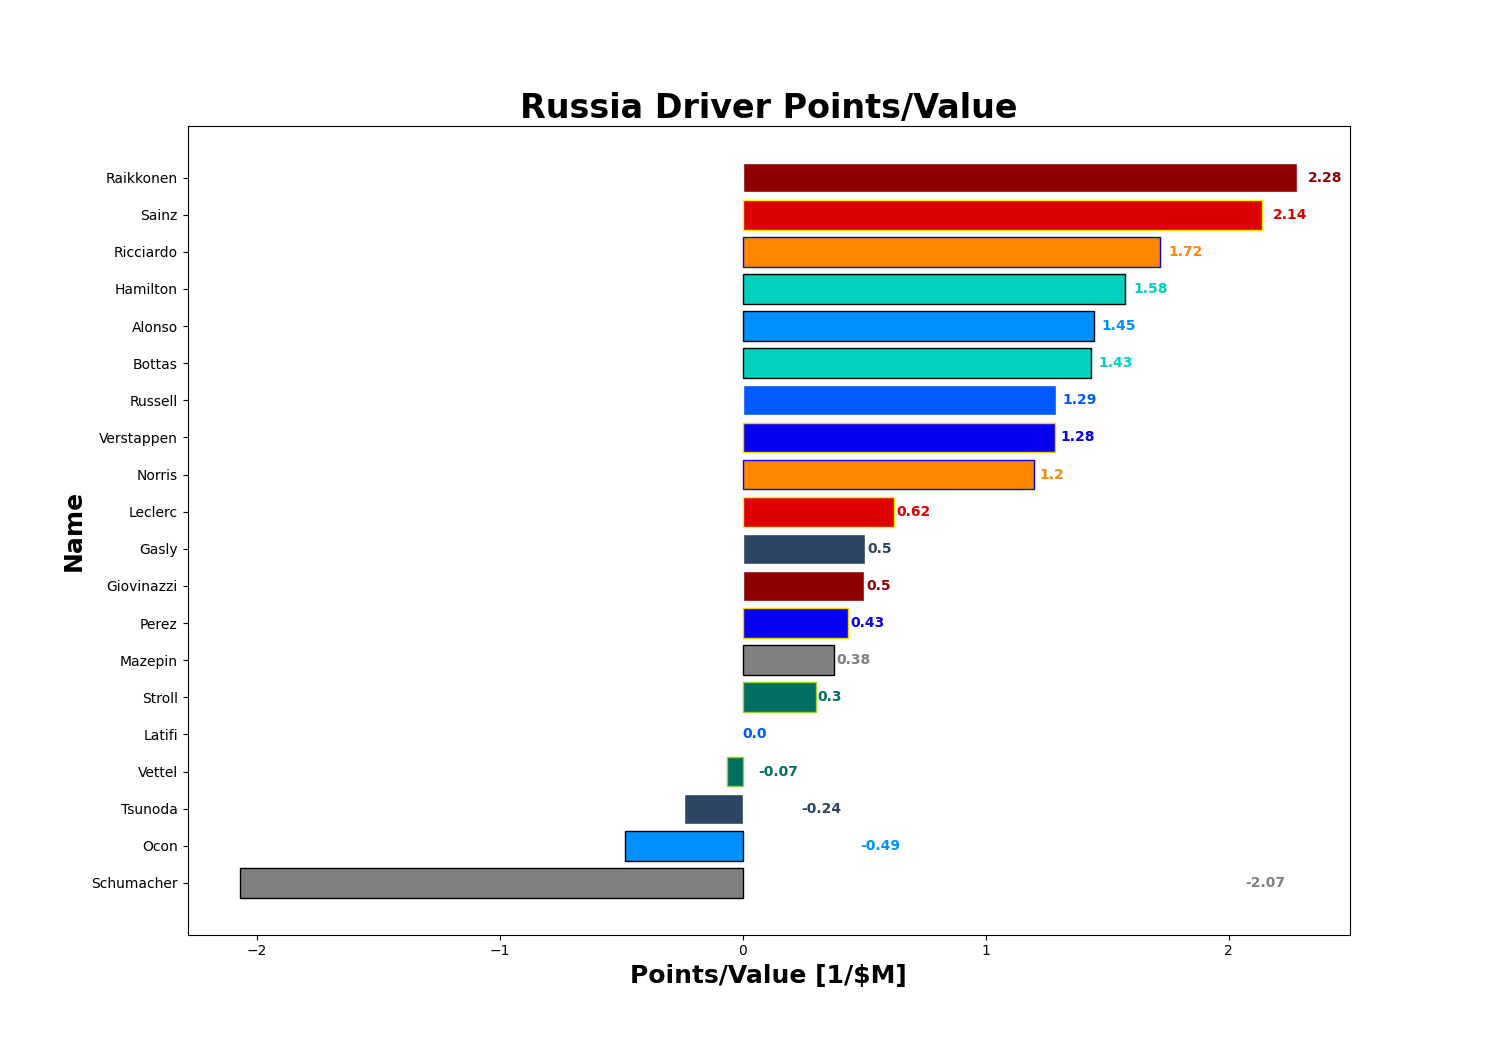 Russia Driver Points/Value
Name
Raikkonen 2.28
Sainz 2.14
Ricciardo 1.72
Hamilton 1.58
Alonso 1.45
Bottas 1.43
Russell 1.29
Verstappen 1.28
Norris 1.2
Leclerc 0.62
Gasly 0.5
Giovinazzi 0.5
Perez 0.43
Mazepin 0.38
Stroll 0.3
Latifi 0.0
Vettel -0.07
Tsunoda -0.24
Ocon -0.49
Schumacher -2.07
−2 −1 0 1 2
Points/Value [1/$M]